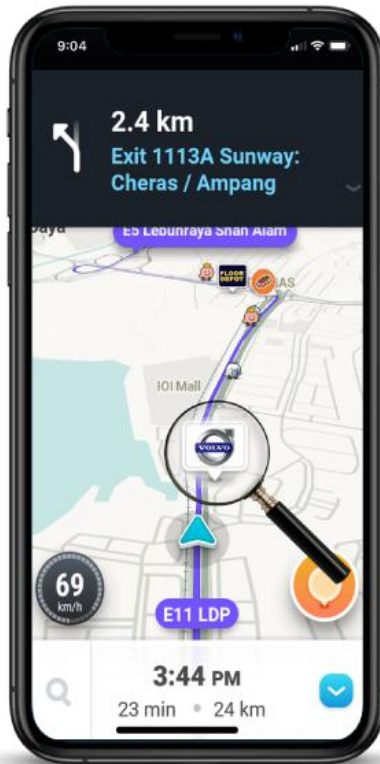 9:04
2.4 km
Exit 1113A Sunway:
Cheras / Ampang
E5 Lebuhraya Shah Alam
FLOOR
DEPOT
IOI Mall
VOLVO
69
km/h
E11 LDP
3:44 PM
23 min • 24 km